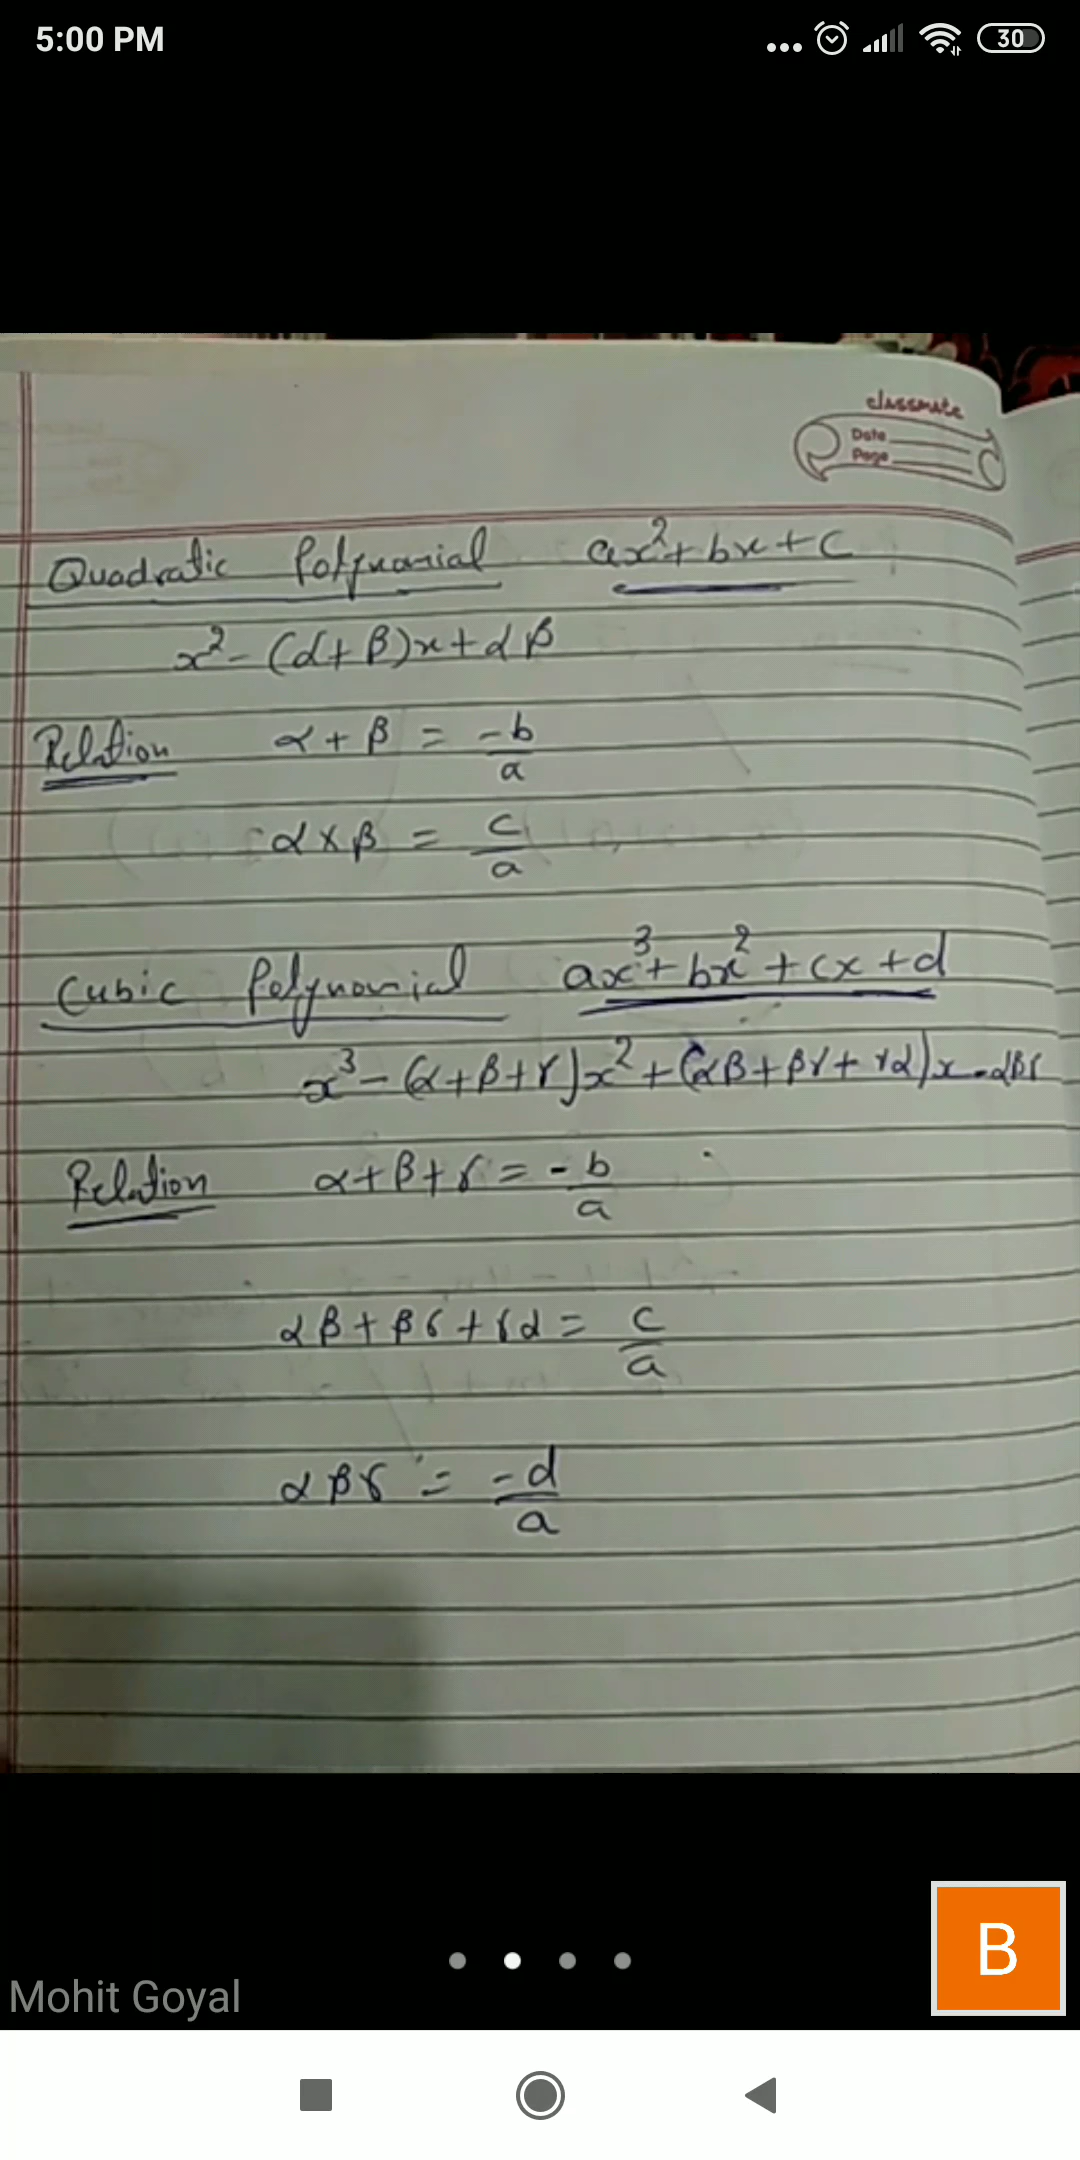 5:00 PM
30
classmate
Date
Page
Quadratic Polynomial ax²+bx+c
x²-(α+β)x+αβ
Relation α+β = -b/a
α×β = c/a
Cubic Polynomial ax³+bx²+cx+d
x³-(α+β+γ)x²+(αβ+βγ+γα)x-αβγ
Relation α+β+γ = -b/a
αβ+βγ+γα = c/a
αβγ = -d/a
B
Mohit Goyal